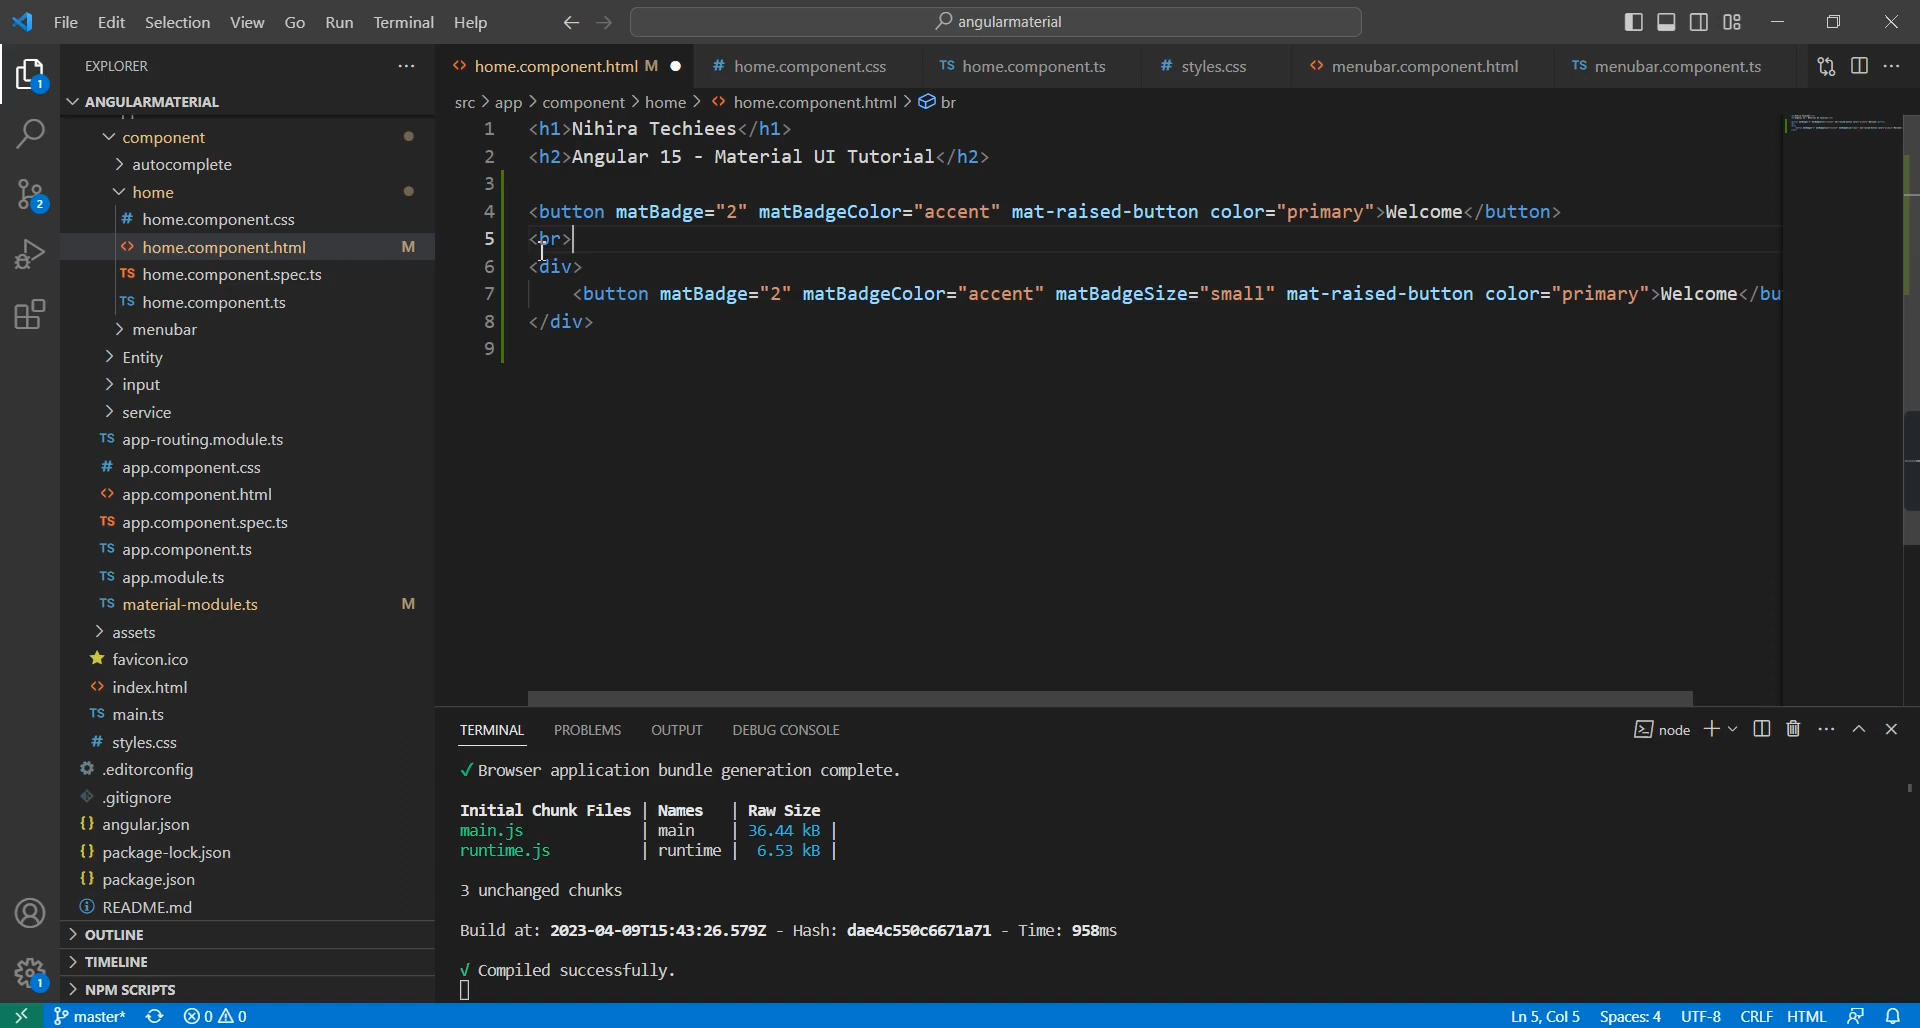 File Edit Selection View Go Run Terminal Help
angularmaterial
EXPLORER
ANGULARMATERIAL
component
autocomplete
home
home.component.css
home.component.html M
home.component.spec.ts
home.component.ts
menubar
Entity
input
service
app-routing.module.ts
app.component.css
app.component.html
app.component.spec.ts
app.component.ts
app.module.ts
material-module.ts M
assets
favicon.ico
index.html
main.ts
styles.css
.editorconfig
.gitignore
angular.json
package-lock.json
package.json
README.md
OUTLINE
TIMELINE
NPM SCRIPTS
home.component.html M # home.component.css TS home.component.ts # styles.css menubar.component.html TS menubar.component.ts
src > app > component > home > home.component.html > br
1 <h1>Nihira Techiees</h1>
2 <h2>Angular 15 - Material UI Tutorial</h2>
3
4 <button matBadge="2" matBadgeColor="accent" mat-raised-button color="primary">Welcome</button>
5 <br>
6 <div>
7 <button matBadge="2" matBadgeColor="accent" matBadgeSize="small" mat-raised-button color="primary">Welcome</bu
8 </div>
9
TERMINAL PROBLEMS OUTPUT DEBUG CONSOLE node
√ Browser application bundle generation complete.
Initial Chunk Files | Names | Raw Size
main.js | main | 36.44 kB |
runtime.js | runtime | 6.53 kB |
3 unchanged chunks
Build at: 2023-04-09T15:43:26.579Z - Hash: dae4c550c6671a71 - Time: 958ms
√ Compiled successfully.
master* 0 0 Ln 5, Col 5 Spaces: 4 UTF-8 CRLF HTML